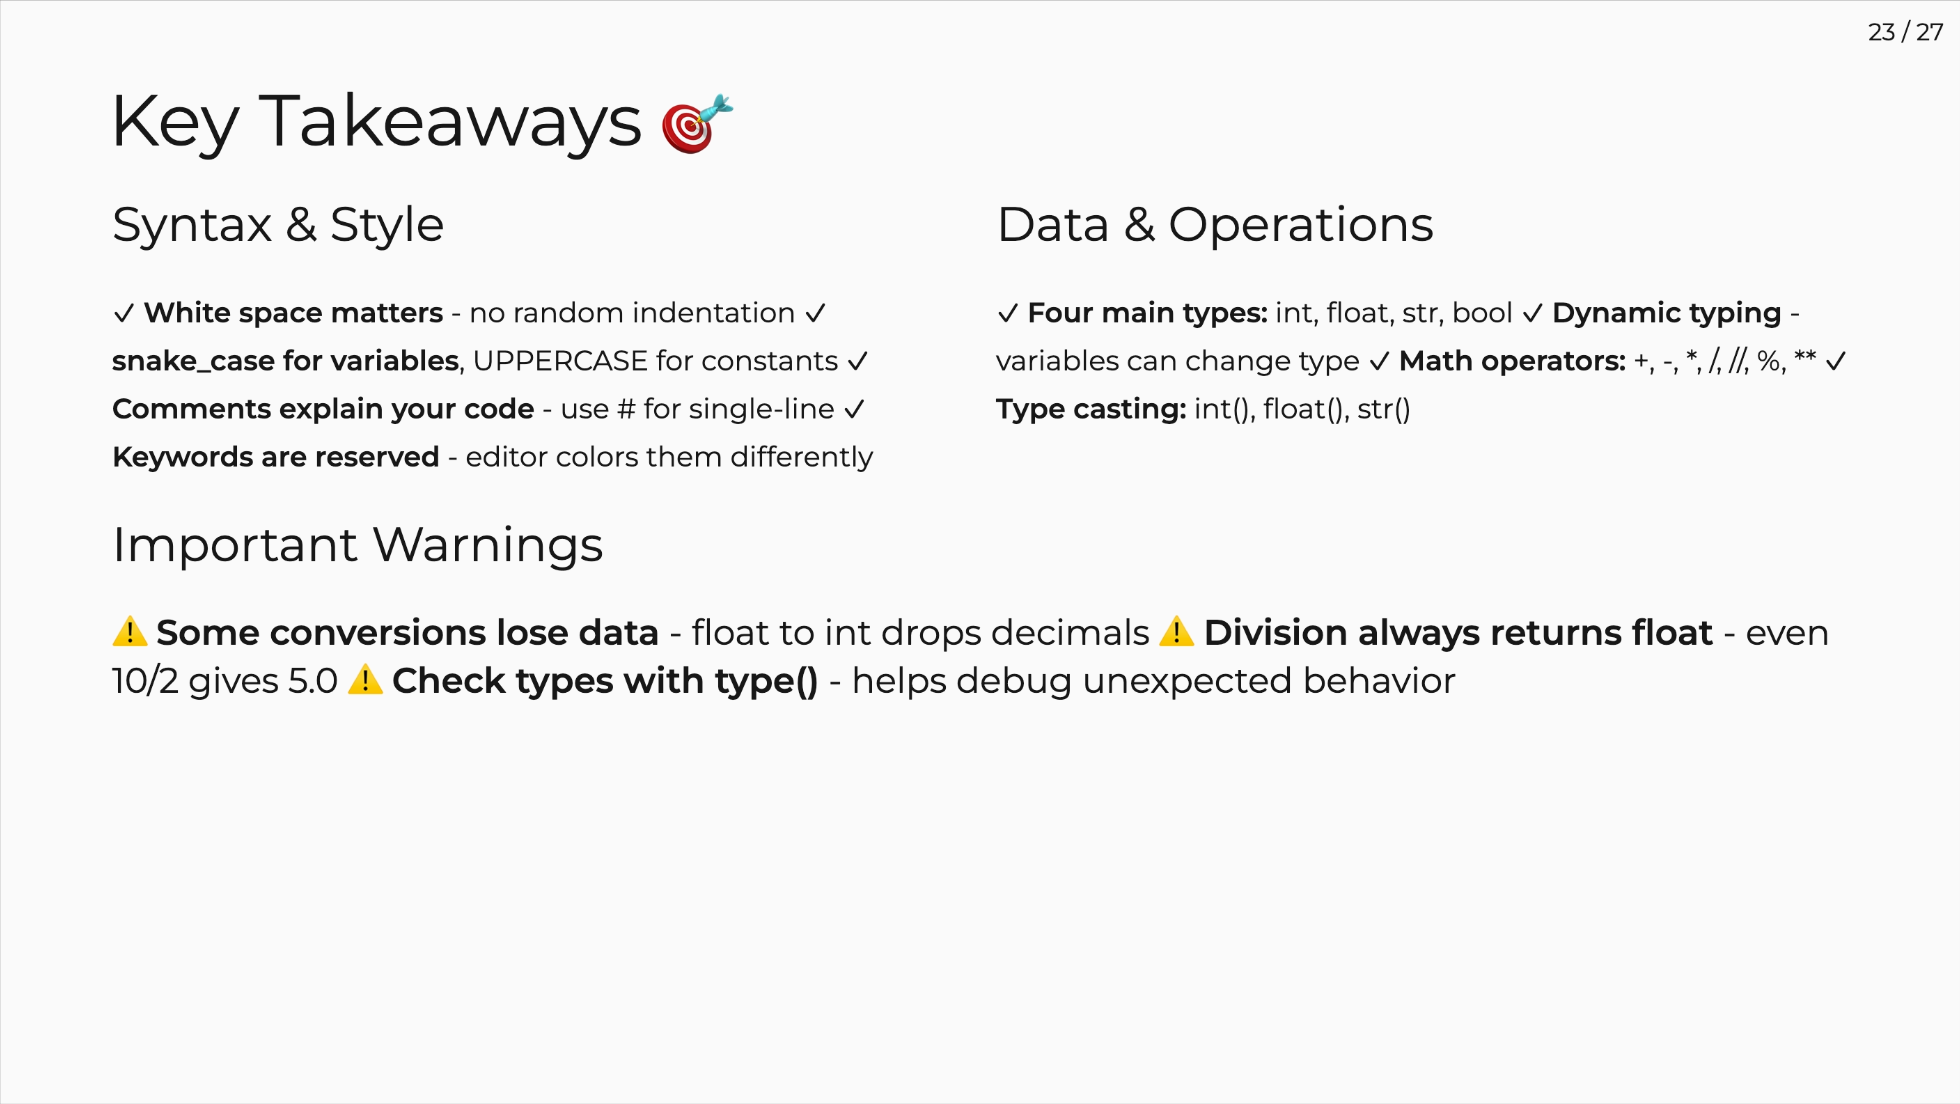 23 / 27
Key Takeaways 🎯
Syntax & Style
✓ White space matters - no random indentation ✓
snake_case for variables, UPPERCASE for constants ✓
Comments explain your code - use # for single-line ✓
Keywords are reserved - editor colors them differently
Data & Operations
✓ Four main types: int, float, str, bool ✓ Dynamic typing -
variables can change type ✓ Math operators: +, -, *, /, //, %, ** ✓
Type casting: int(), float(), str()
Important Warnings
⚠️ Some conversions lose data - float to int drops decimals ⚠️ Division always returns float - even
10/2 gives 5.0 ⚠️ Check types with type() - helps debug unexpected behavior